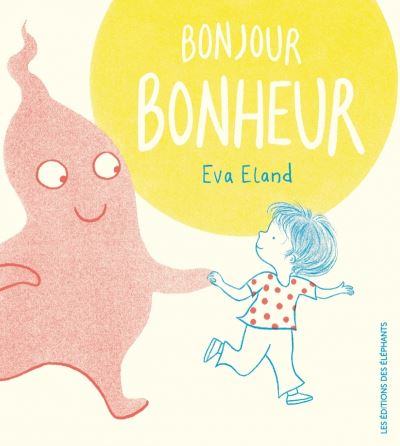 BONJOUR
BONHEUR
Eva Eland
LES ÉDITIONS DES ÉLÉPHANTS